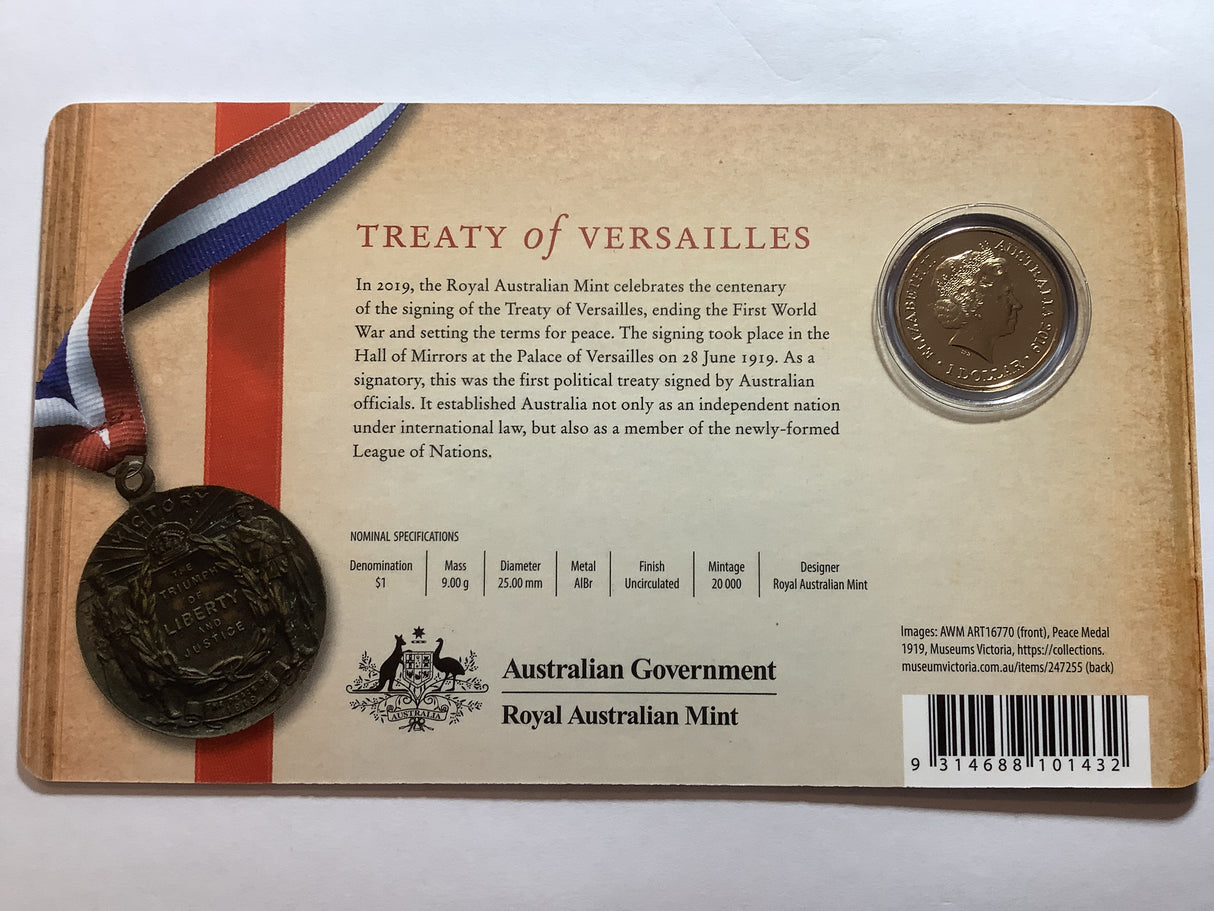 TREATY of VERSAILLES
In 2019, the Royal Australian Mint celebrates the centenary
of the signing of the Treaty of Versailles, ending the First World
War and setting the terms for peace. The signing took place in the
Hall of Mirrors at the Palace of Versailles on 28 June 1919. As a
signatory, this was the first political treaty signed by Australian
officials. It established Australia not only as an independent nation
under international law, but also as a member of the newly-formed
League of Nations.
ELIZABETH II AUSTRALIA 2019
• 1 DOLLAR •
VICTORY
THE
TRIUMPH
OF
LIBERTY
AND
JUSTICE
NOMINAL SPECIFICATIONS
Denomination Mass Diameter Metal Finish Mintage Designer
$1 9.00 g 25.00 mm AlBr Uncirculated 20 000 Royal Australian Mint
AUSTRALIA
Australian Government
Royal Australian Mint
Images: AWM ART16770 (front), Peace Medal
1919, Museums Victoria, https://collections.
museumvictoria.com.au/items/247255 (back)
9 314688 101432